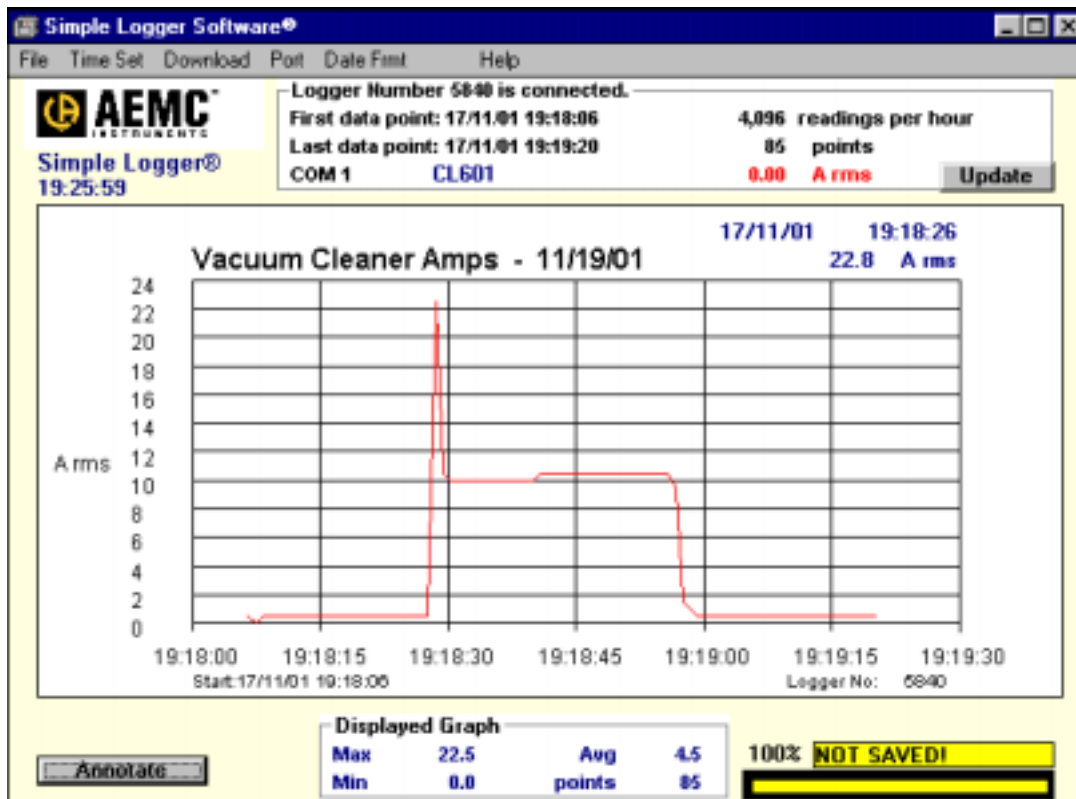 Simple Logger Software®
File Time Set Download Port Date Frmt Help
AEMC
INSTRUMENTS
Simple Logger®
19:25:59
Logger Number 5840 is connected.
First data point: 17/11/01 19:18:06 4,096 readings per hour
Last data point: 17/11/01 19:19:20 85 points
COM 1 CL601 0.00 A rms Update
17/11/01 19:18:26
Vacuum Cleaner Amps - 11/19/01 22.8 A rms
24
22
20
18
16
14
A rms 12
10
8
6
4
2
0
19:18:00 19:18:15 19:18:30 19:18:45 19:19:00 19:19:15 19:19:30
Start:17/11/01 19:18:06 Logger No: 5840
Displayed Graph
Max 22.5 Avg 4.5
Min 0.0 points 85
Annotate
100% NOT SAVED!